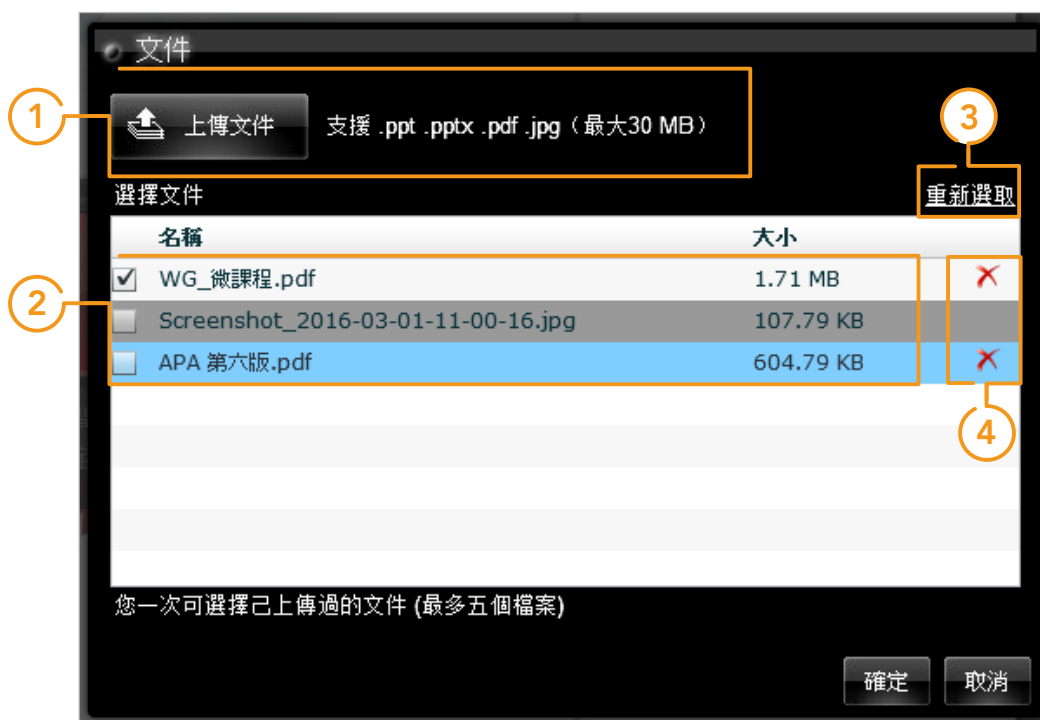 文件
1
上傳文件 支援 .ppt .pptx .pdf .jpg（最大30 MB）
3
選擇文件 重新選取
名稱 大小
2
WG_微課程.pdf 1.71 MB
Screenshot_2016-03-01-11-00-16.jpg 107.79 KB
APA 第六版.pdf 604.79 KB
4
您一次可選擇己上傳過的文件 (最多五個檔案)
確定 取消